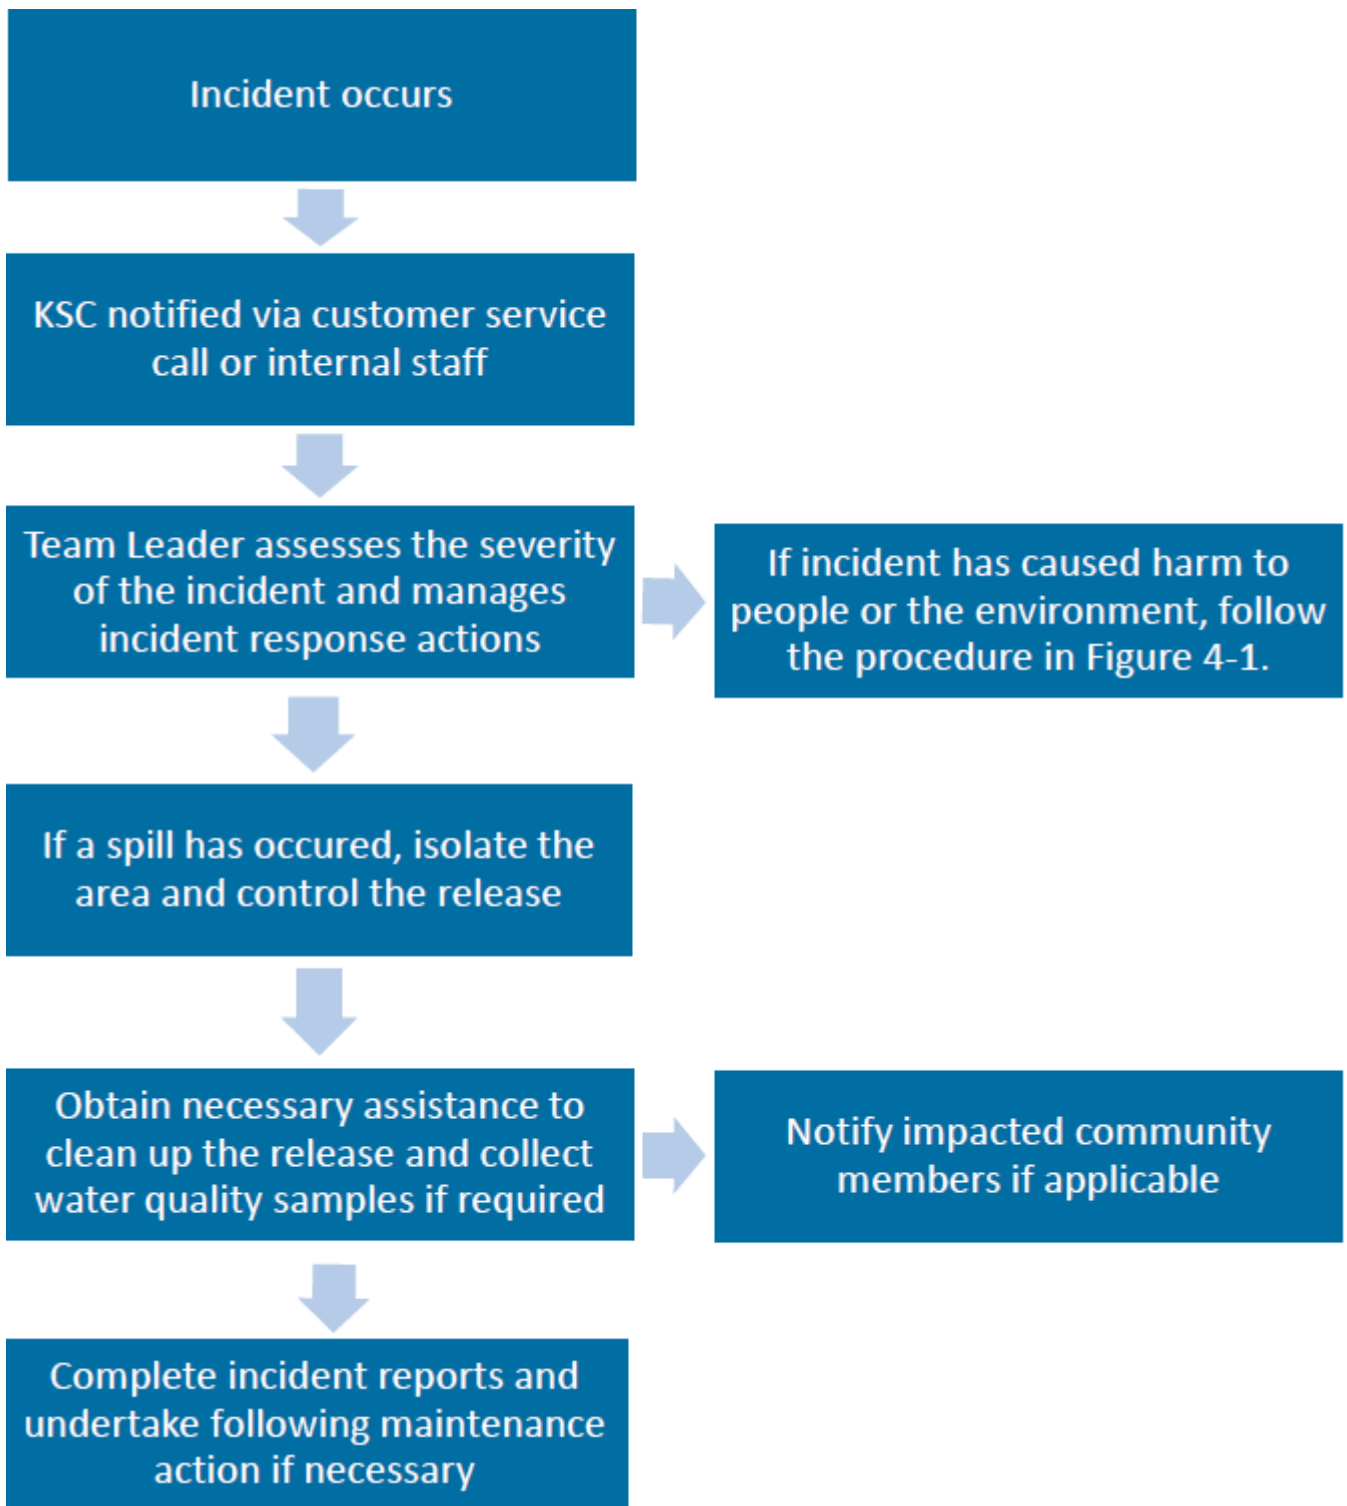 Incident occurs
KSC notified via customer service
call or internal staff
Team Leader assesses the severity
of the incident and manages
incident response actions
If incident has caused harm to
people or the environment, follow
the procedure in Figure 4-1.
If a spill has occured, isolate the
area and control the release
Obtain necessary assistance to
clean up the release and collect
water quality samples if required
Notify impacted community
members if applicable
Complete incident reports and
undertake following maintenance
action if necessary